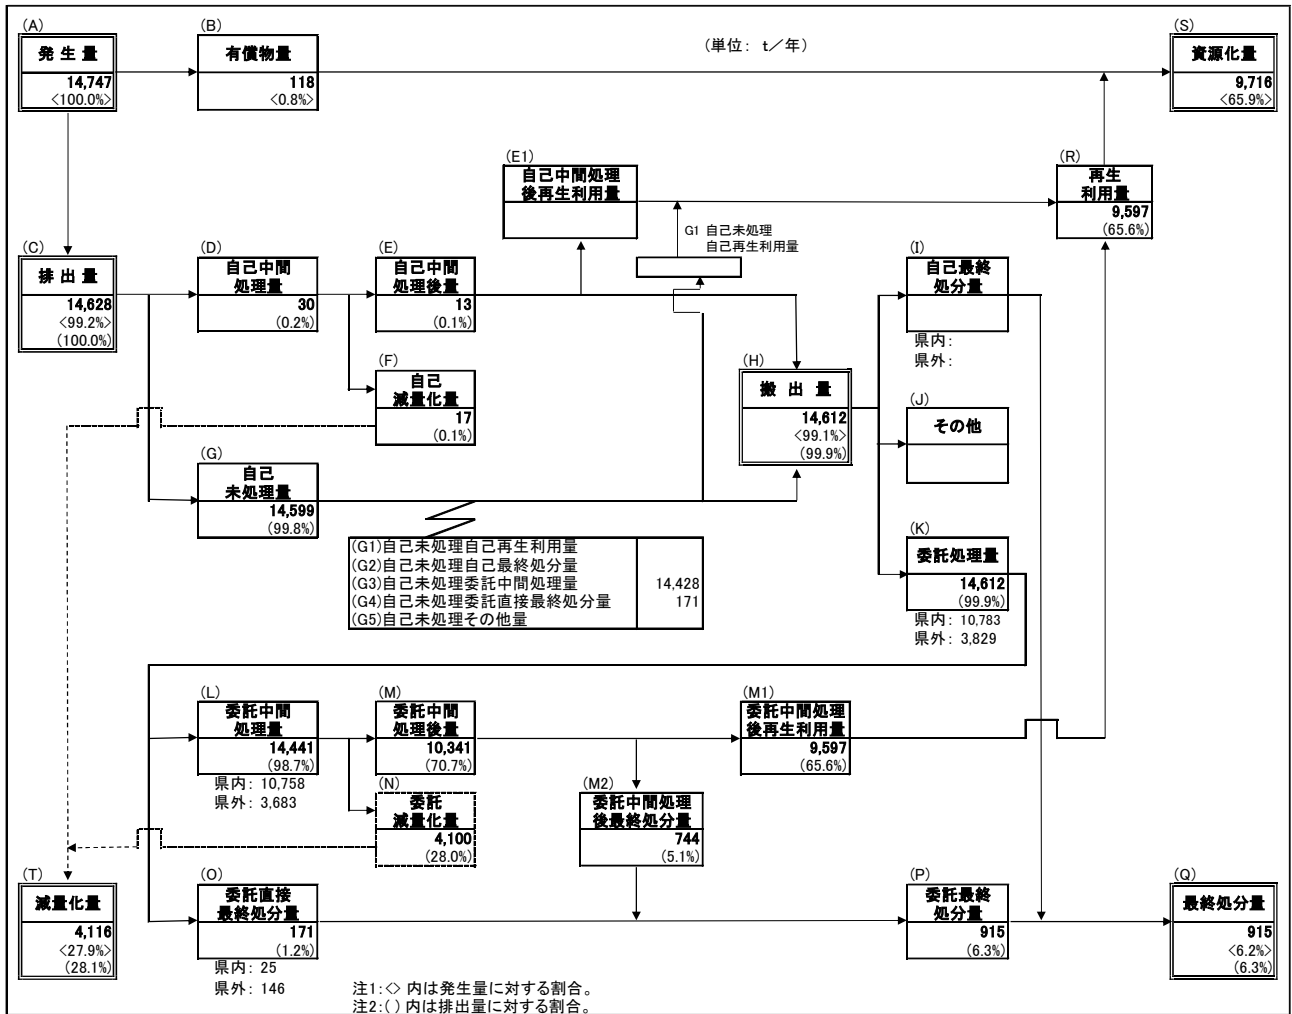 (A)
発 生 量
14,747
<100.0%>
(B)
有償物量
118
<0.8%>
(単位: t/年)
(S)
資源化量
9,716
<65.9%>
(E1)
自己中間処理
後再生利用量
(R)
再生
利用量
9,597
(65.6%)
G1 自己未処理
自己再生利用量
(C)
排 出 量
14,628
<99.2%>
(100.0%)
(D)
自己中間
処理量
30
(0.2%)
(E)
自己中間
処理後量
13
(0.1%)
(F)
自己
減量化量
17
(0.1%)
(G)
自己
未処理量
14,599
(99.8%)
(H)
搬 出 量
14,612
<99.1%>
(99.9%)
(I)
自己最終
処分量
県内:
県外:
(J)
その他
(K)
委託処理量
14,612
(99.9%)
県内: 10,783
県外: 3,829
(G1)自己未処理自己再生利用量
(G2)自己未処理自己最終処分量
(G3)自己未処理委託中間処理量 14,428
(G4)自己未処理委託直接最終処分量 171
(G5)自己未処理その他量
(L)
委託中間
処理量
14,441
(98.7%)
県内: 10,758
県外: 3,683
(M)
委託中間
処理後量
10,341
(70.7%)
(N)
委託
減量化量
4,100
(28.0%)
(M1)
委託中間処理
後再生利用量
9,597
(65.6%)
(M2)
委託中間処理
後最終処分量
744
(5.1%)
(T)
減量化量
4,116
<27.9%>
(28.1%)
(O)
委託直接
最終処分量
171
(1.2%)
県内: 25
県外: 146
(P)
委託最終
処分量
915
(6.3%)
(Q)
最終処分量
915
<6.2%>
(6.3%)
注1:<> 内は発生量に対する割合。
注2:( ) 内は排出量に対する割合。